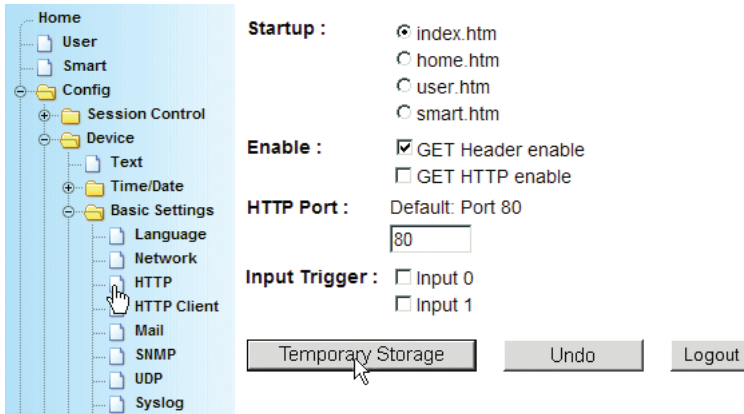 Home
User
Smart
Config
Session Control
Device
Text
Time/Date
Basic Settings
Language
Network
HTTP
HTTP Client
Mail
SNMP
UDP
Syslog
Startup :
index.htm
home.htm
user.htm
smart.htm
Enable :
GET Header enable
GET HTTP enable
HTTP Port :
Default: Port 80
80
Input Trigger :
Input 0
Input 1
Temporary Storage
Undo
Logout